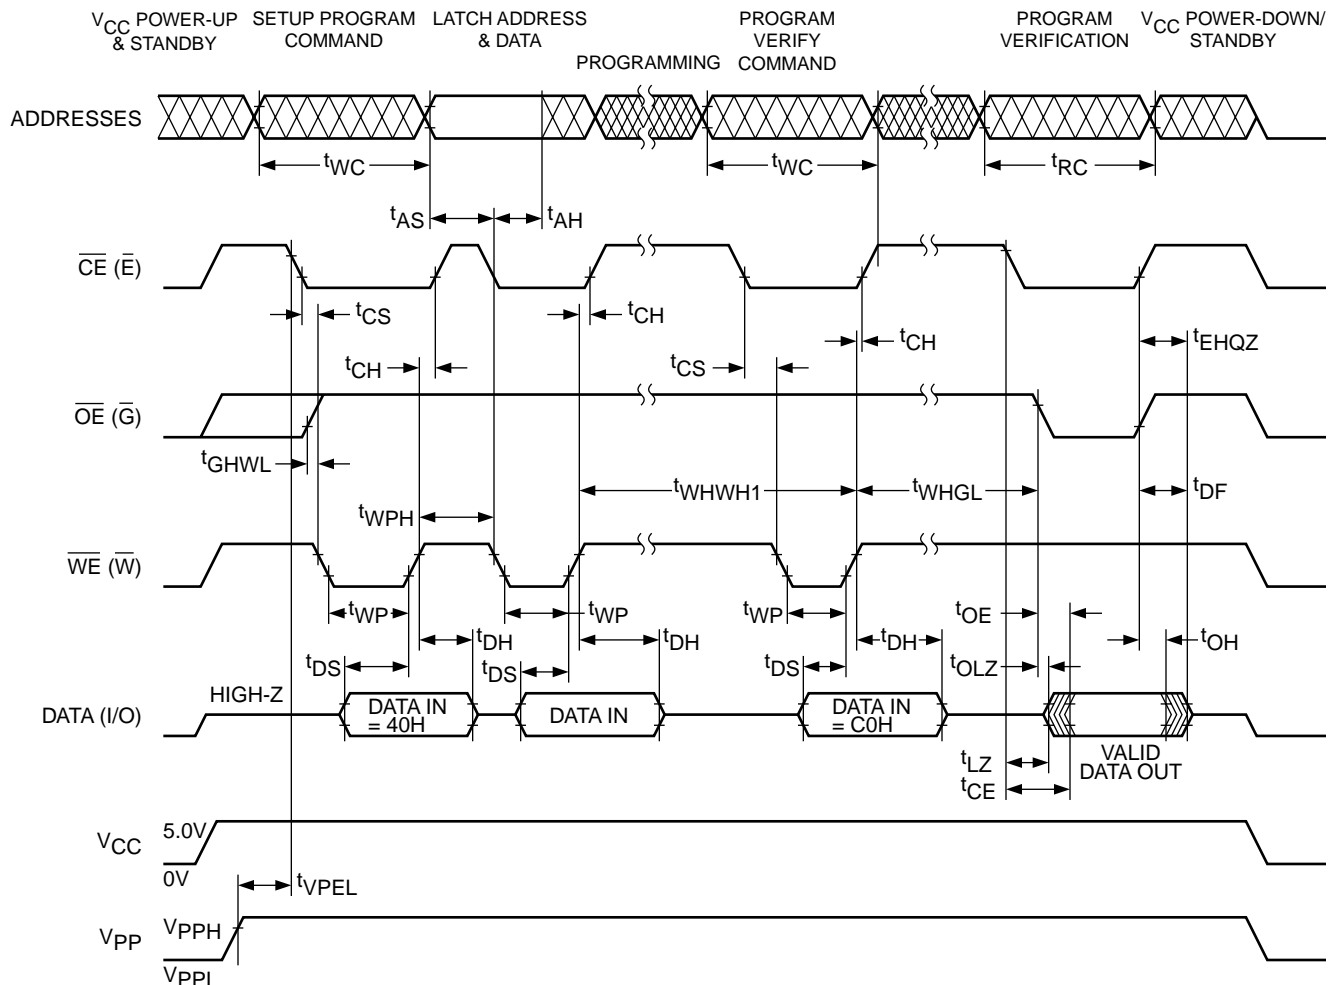 VCC POWER-UP
& STANDBY
SETUP PROGRAM
COMMAND
LATCH ADDRESS
& DATA
PROGRAMMING
PROGRAM
VERIFY
COMMAND
PROGRAM
VERIFICATION
VCC POWER-DOWN/
STANDBY
ADDRESSES
tWC
tWC
tRC
tAS
tAH
CE (E)
tCS
tCH
tCH
tCS
tCH
tEHQZ
OE (G)
tGHWL
tWPH
tWHWH1
tWHGL
tDF
WE (W)
tWP
tWP
tWP
tOE
tDH
tDH
tDH
tOH
tDS
tDS
tDS
tOLZ
DATA (I/O)
HIGH-Z
DATA IN
= 40H
DATA IN
DATA IN
= C0H
VALID
DATA OUT
tLZ
tCE
VCC
5.0V
0V
tVPEL
VPP
VPPH
VPPL